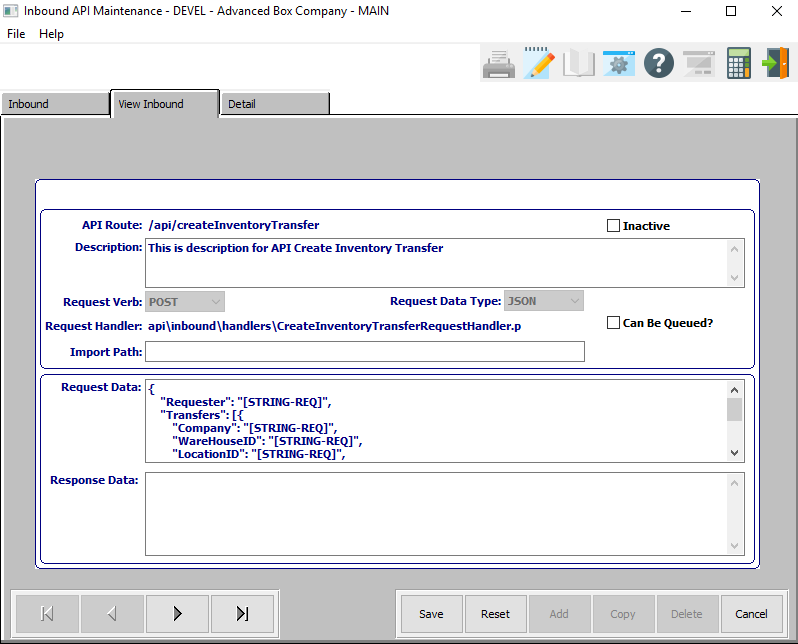 Inbound API Maintenance - DEVEL - Advanced Box Company - MAIN
File Help
Inbound View Inbound Detail
API Route: /api/createInventoryTransfer Inactive
Description: This is description for API Create Inventory Transfer
Request Verb: POST Request Data Type: JSON
Request Handler: api\inbound\handlers\CreateInventoryTransferRequestHandler.p Can Be Queued?
Import Path:
Request Data: {
"Requester": "[STRING-REQ]",
"Transfers": [{
"Company": "[STRING-REQ]",
"WareHouseID": "[STRING-REQ]",
"LocationID": "[STRING-REQ]",
Response Data:
Save Reset Add Copy Delete Cancel